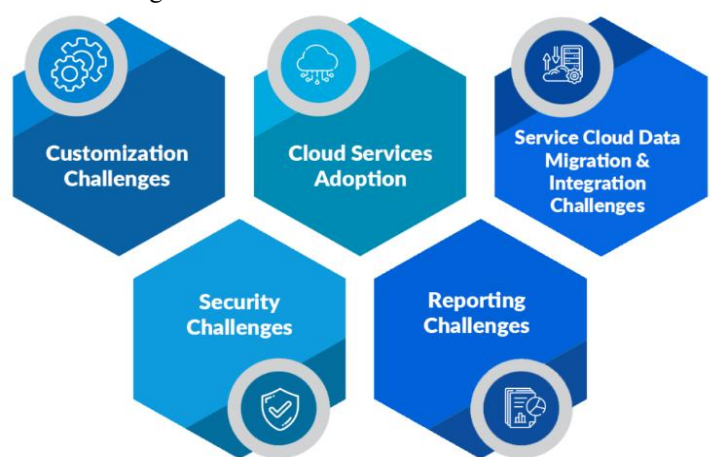 Customization
Challenges
Cloud Services
Adoption
Service Cloud Data
Migration &
Integration
Challenges
Security
Challenges
Reporting
Challenges